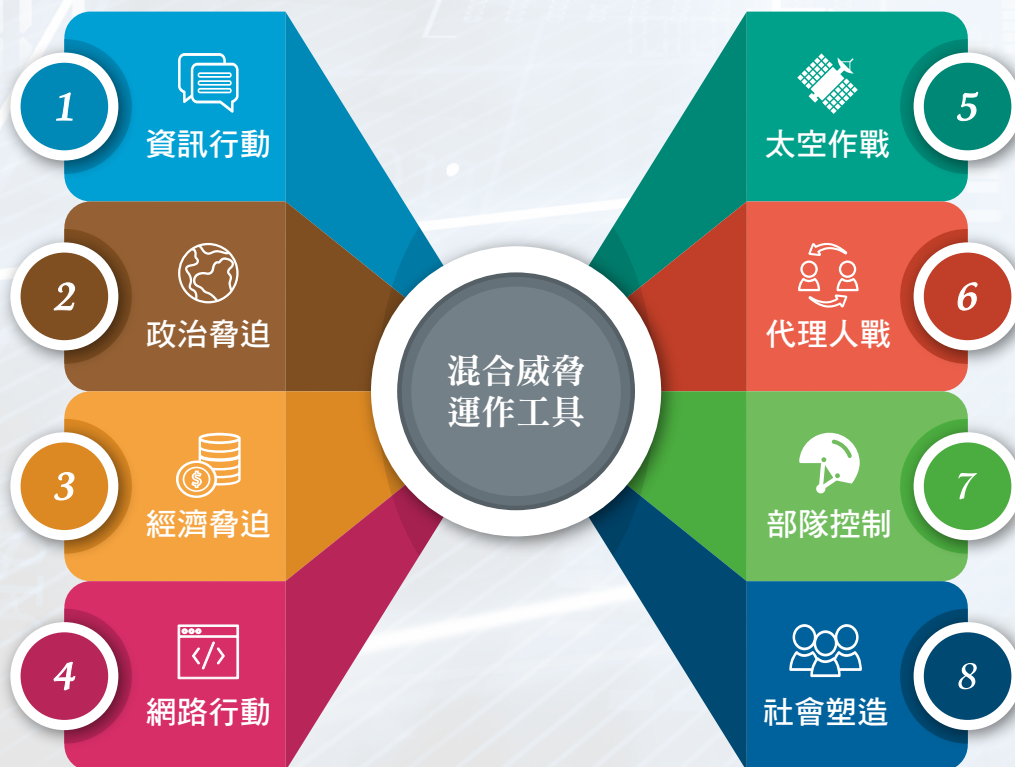 1
資訊行動
2
政治脅迫
3
經濟脅迫
$
4
</>
網路行動
混合威脅
運作工具
5
太空作戰
6
代理人戰
7
部隊控制
8
社會塑造